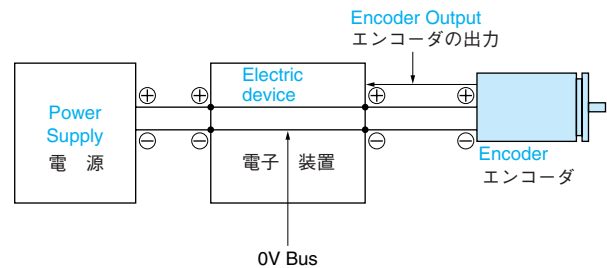 Encoder Output
エンコーダの出力
Electric
device
⊕ ⊕ ⊕ ⊕
Power
Supply
電 源
⊖ ⊖ ⊖ ⊖
電子 装置
Encoder
エンコーダ
0V Bus